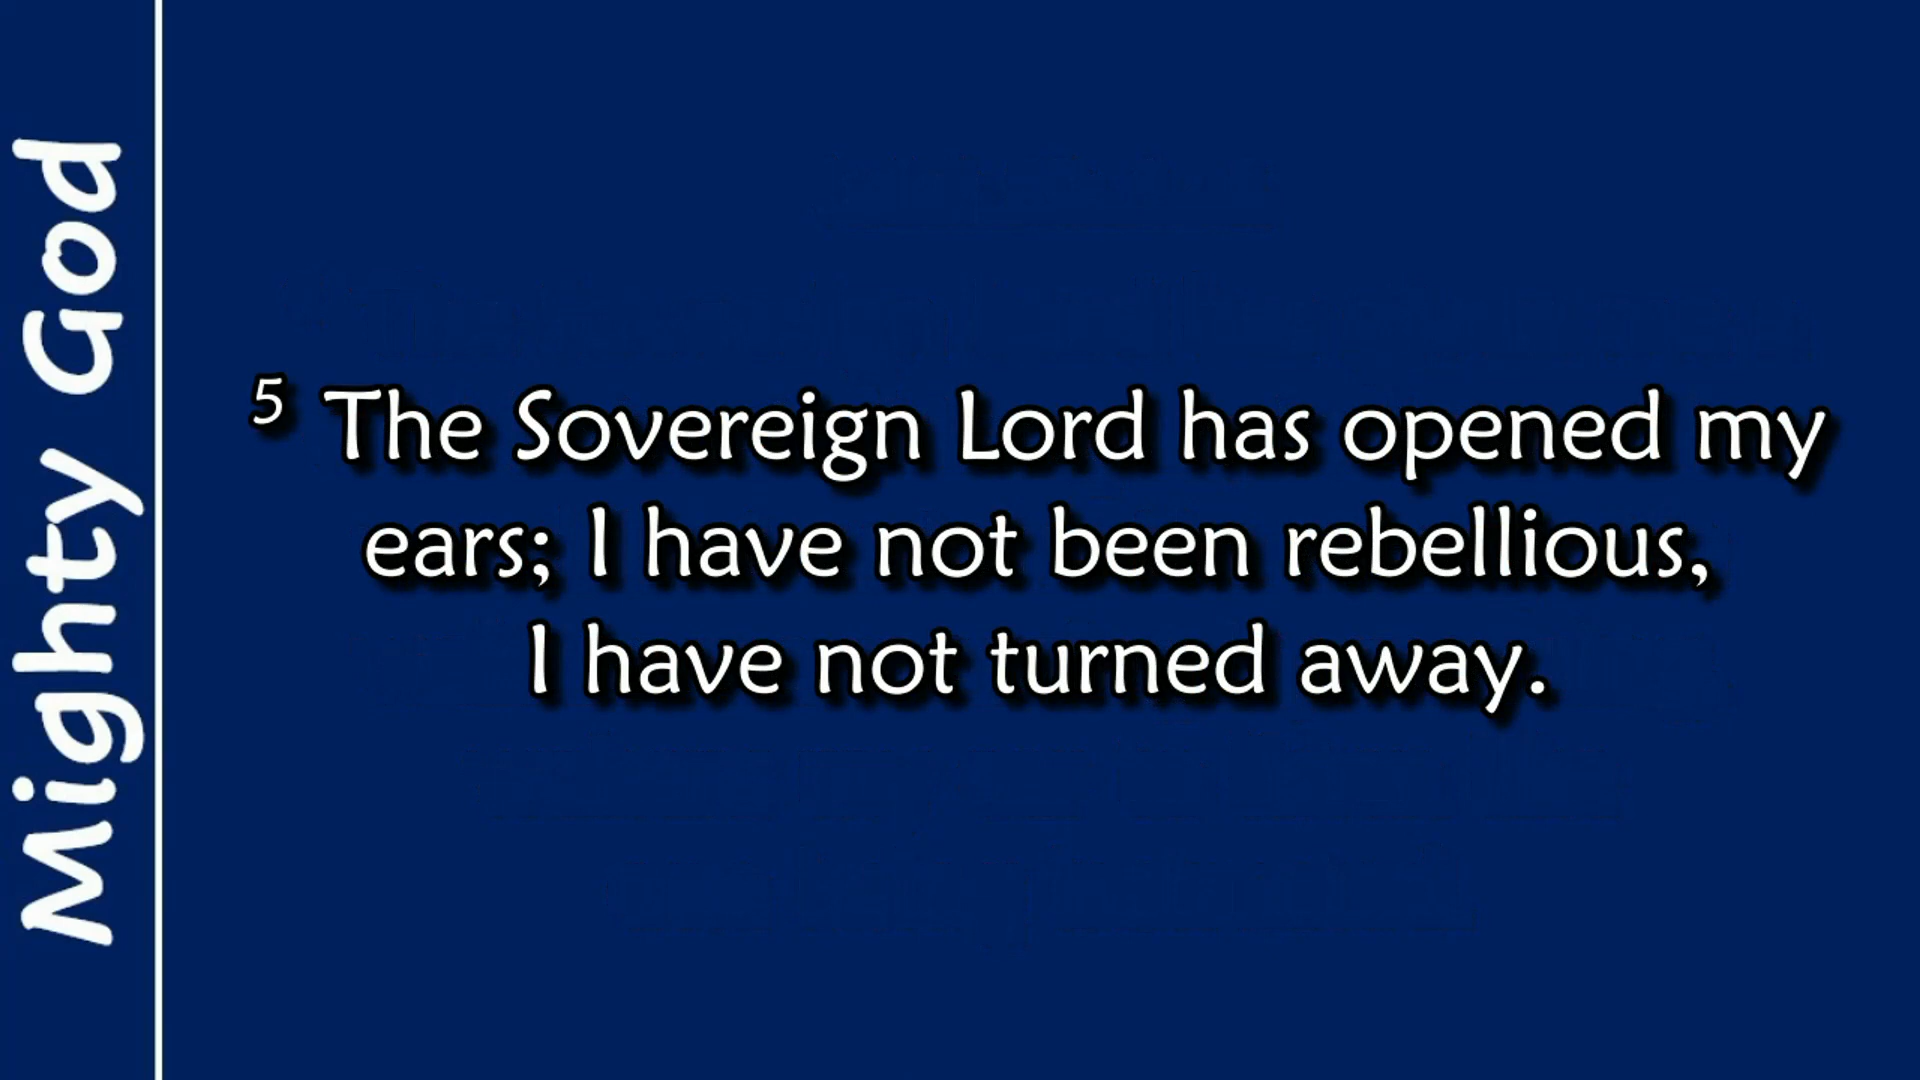 Mighty God
5 The Sovereign Lord has opened my
ears; I have not been rebellious,
I have not turned away.